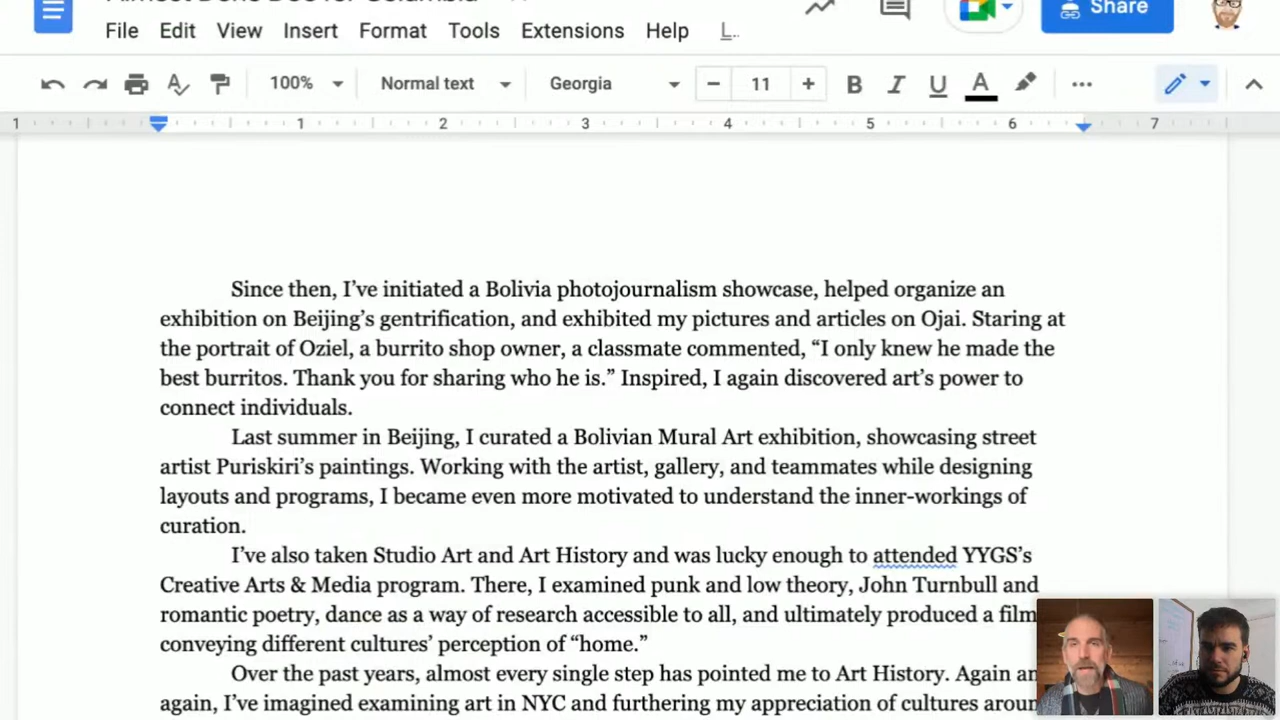 File Edit View Insert Format Tools Extensions Help L..
Share
100% Normal text Georgia − 11 + B I U A
1 1 2 3 4 5 6 7
Since then, I’ve initiated a Bolivia photojournalism showcase, helped organize an
exhibition on Beijing’s gentrification, and exhibited my pictures and articles on Ojai. Staring at
the portrait of Oziel, a burrito shop owner, a classmate commented, “I only knew he made the
best burritos. Thank you for sharing who he is.” Inspired, I again discovered art’s power to
connect individuals.
Last summer in Beijing, I curated a Bolivian Mural Art exhibition, showcasing street
artist Puriskiri’s paintings. Working with the artist, gallery, and teammates while designing
layouts and programs, I became even more motivated to understand the inner-workings of
curation.
I’ve also taken Studio Art and Art History and was lucky enough to attended YYGS’s
Creative Arts & Media program. There, I examined punk and low theory, John Turnbull and
romantic poetry, dance as a way of research accessible to all, and ultimately produced a film
conveying different cultures’ perception of “home.”
Over the past years, almost every single step has pointed me to Art History. Again an
again, I’ve imagined examining art in NYC and furthering my appreciation of cultures aroun